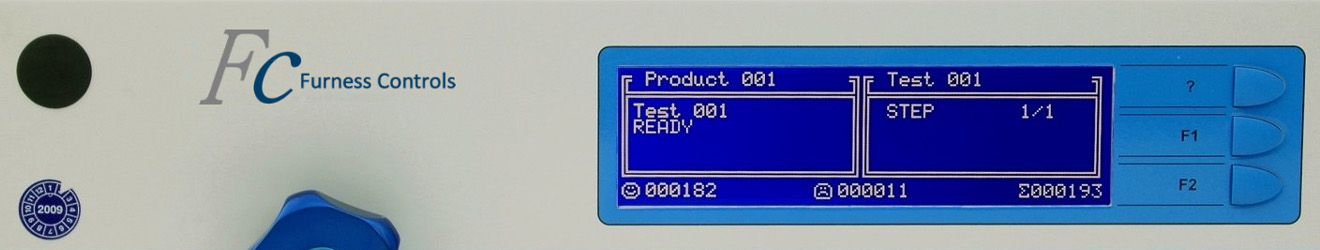 FC Furness Controls
Product 001
Test 001
Test 001
READY
STEP 1/1
000182
000011
Σ000193
?
F1
F2
2009